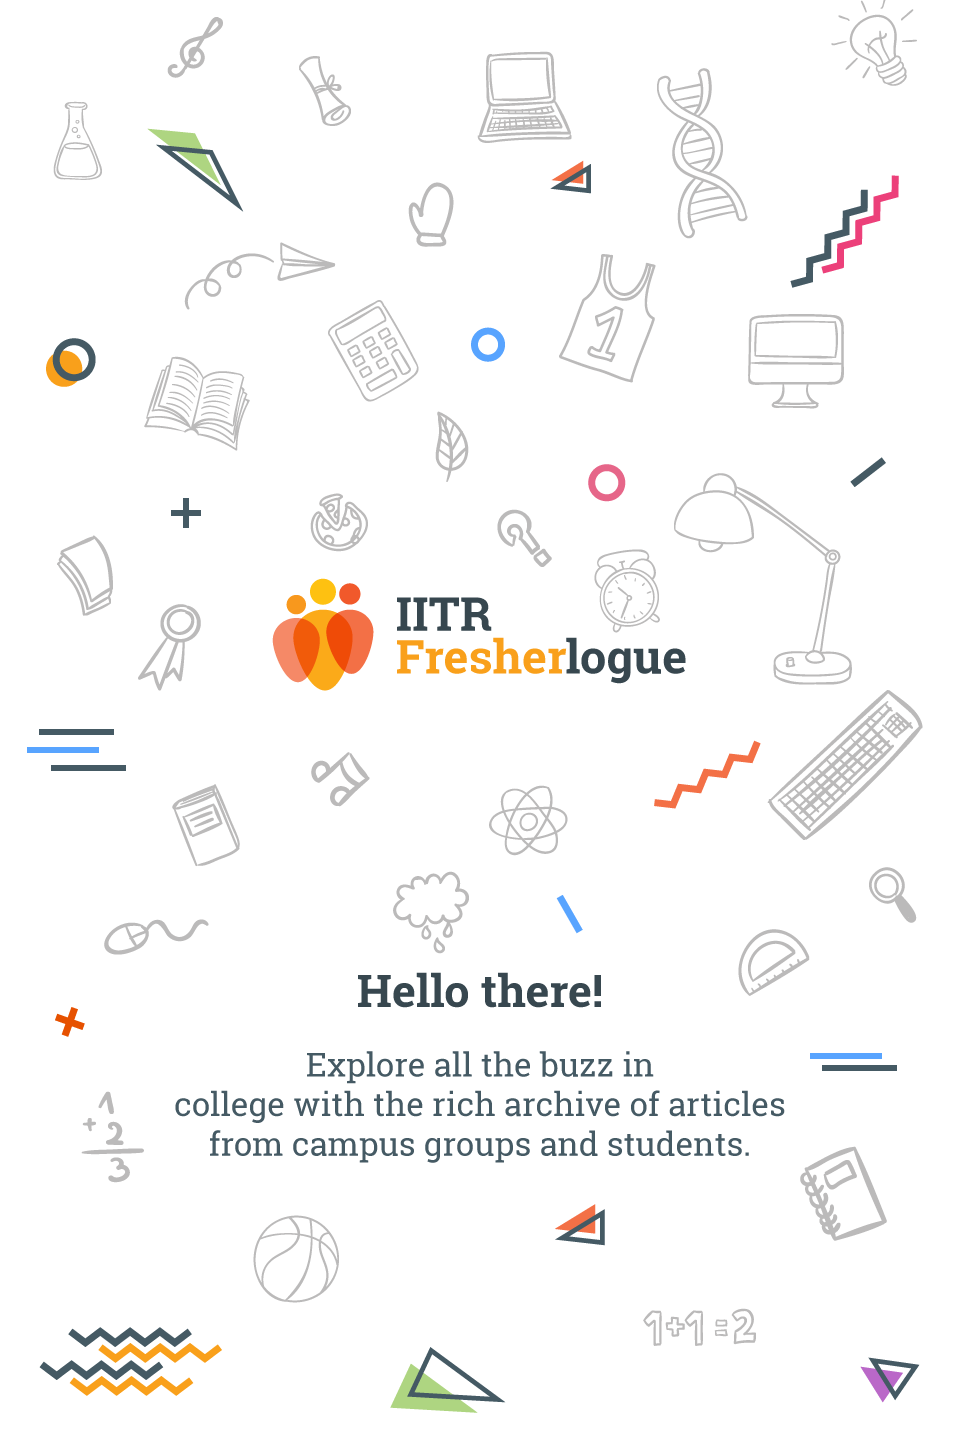 1
IITR
Fresherlogue
Hello there!
Explore all the buzz in
college with the rich archive of articles
from campus groups and students.
1
+ 2
3
1+1=2